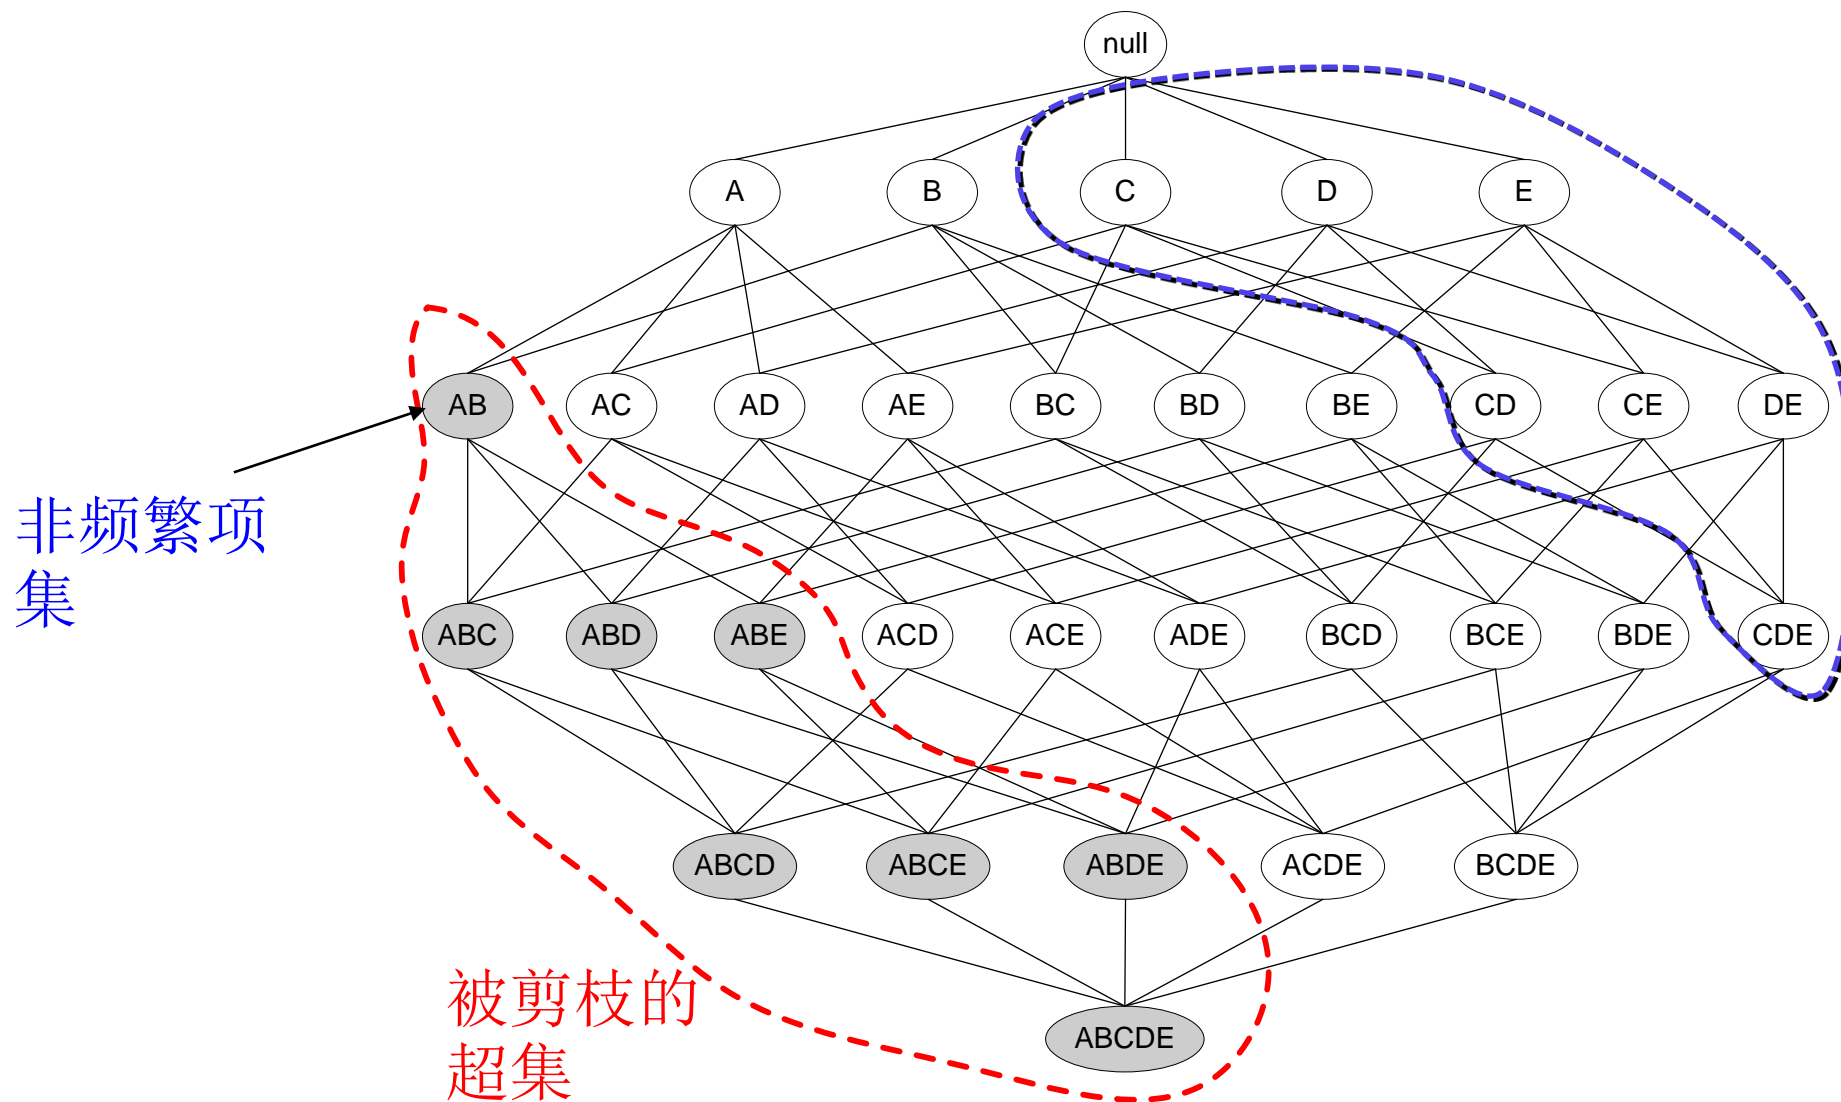 null
A B C D E
AB AC AD AE BC BD BE CD CE DE
非频繁项
集
ABC ABD ABE ACD ACE ADE BCD BCE BDE CDE
ABCD ABCE ABDE ACDE BCDE
被剪枝的
超集
ABCDE